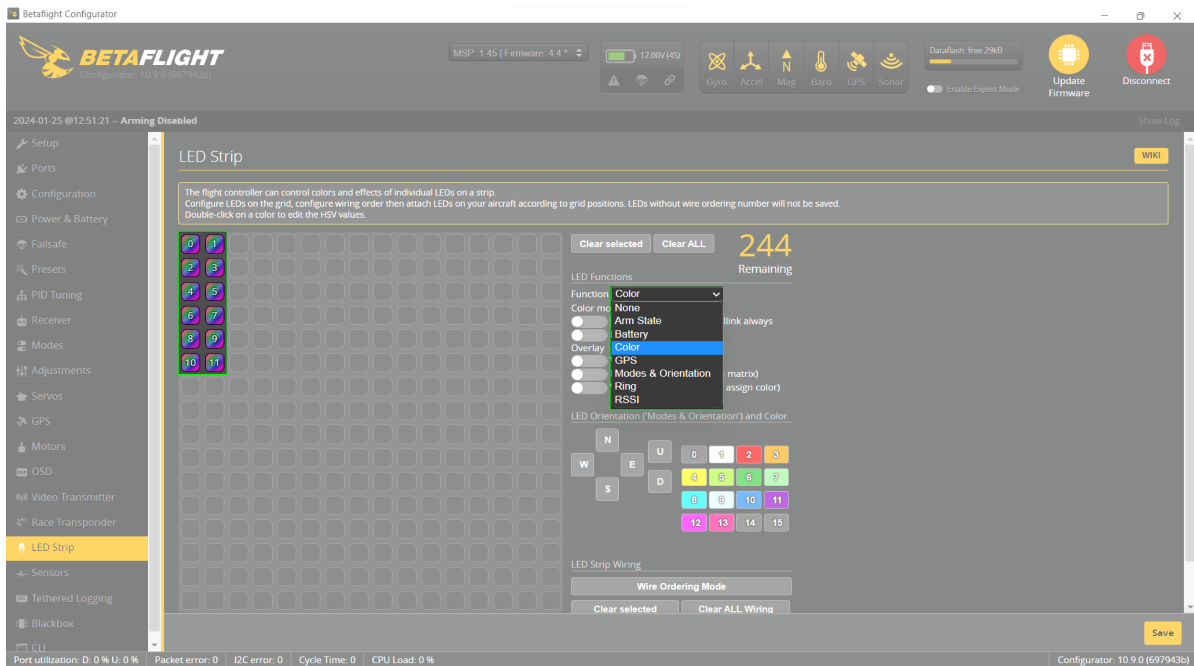 Betaflight Configurator
BETAFLIGHT
Configurator: 10.9.0 (697943b)
MSP: 1.45 | Firmware: 4.4.*
12.00V (4S)
Gyro Accel Mag Baro GPS Sonar
N
Dataflash: free 29kB
Enable Expert Mode
Update Firmware
Disconnect
2024-01-25 @12:51:21 -- Arming Disabled
Show Log
Setup
Ports
Configuration
Power & Battery
Failsafe
Presets
PID Tuning
Receiver
Modes
Adjustments
Servos
GPS
Motors
OSD
Video Transmitter
Race Transponder
LED Strip
Sensors
Tethered Logging
Blackbox
CLI
LED Strip
WIKI
The flight controller can control colors and effects of individual LEDs on a strip.
Configure LEDs on the grid, configure wiring order then attach LEDs on your aircraft according to grid positions. LEDs without wire ordering number will not be saved.
Double-click on a color to edit the HSV values.
0 1
2 3
4 5
6 7
8 9
10 11
Clear selected Clear ALL
244
Remaining
LED Functions
Function Color
Color mo
None
Arm State
Battery
Color
GPS
Modes & Orientation
Ring
RSSI
link always
Overlay
matrix)
assign color)
LED Orientation ('Modes & Orientation') and Color
N
W E
S
U
D
0 1 2 3
4 5 6 7
8 9 10 11
12 13 14 15
LED Strip Wiring
Wire Ordering Mode
Clear selected Clear ALL Wiring
Save
Port utilization: D: 0 % U: 0 % Packet error: 0 I2C error: 0 Cycle Time: 0 CPU Load: 0 %
Configurator: 10.9.0 (697943b)